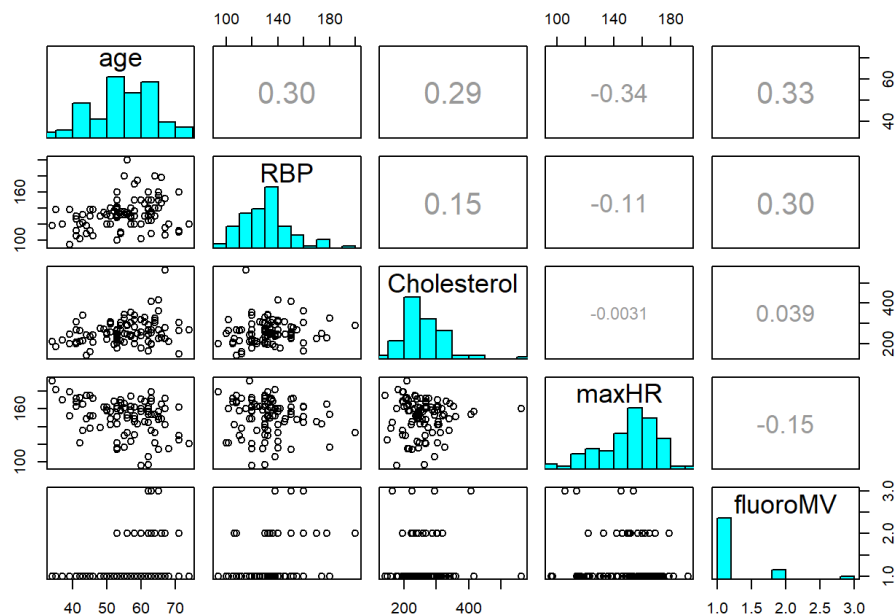 100 140 180 100 140 180
age 0.30 0.29 -0.34 0.33
40 60
RBP 0.15 -0.11 0.30
100 160
Cholesterol -0.0031 0.039
200 400
maxHR -0.15
100 160
fluoroMV
1.0 2.0 3.0
40 50 60 70 200 400 1.0 1.5 2.0 2.5 3.0